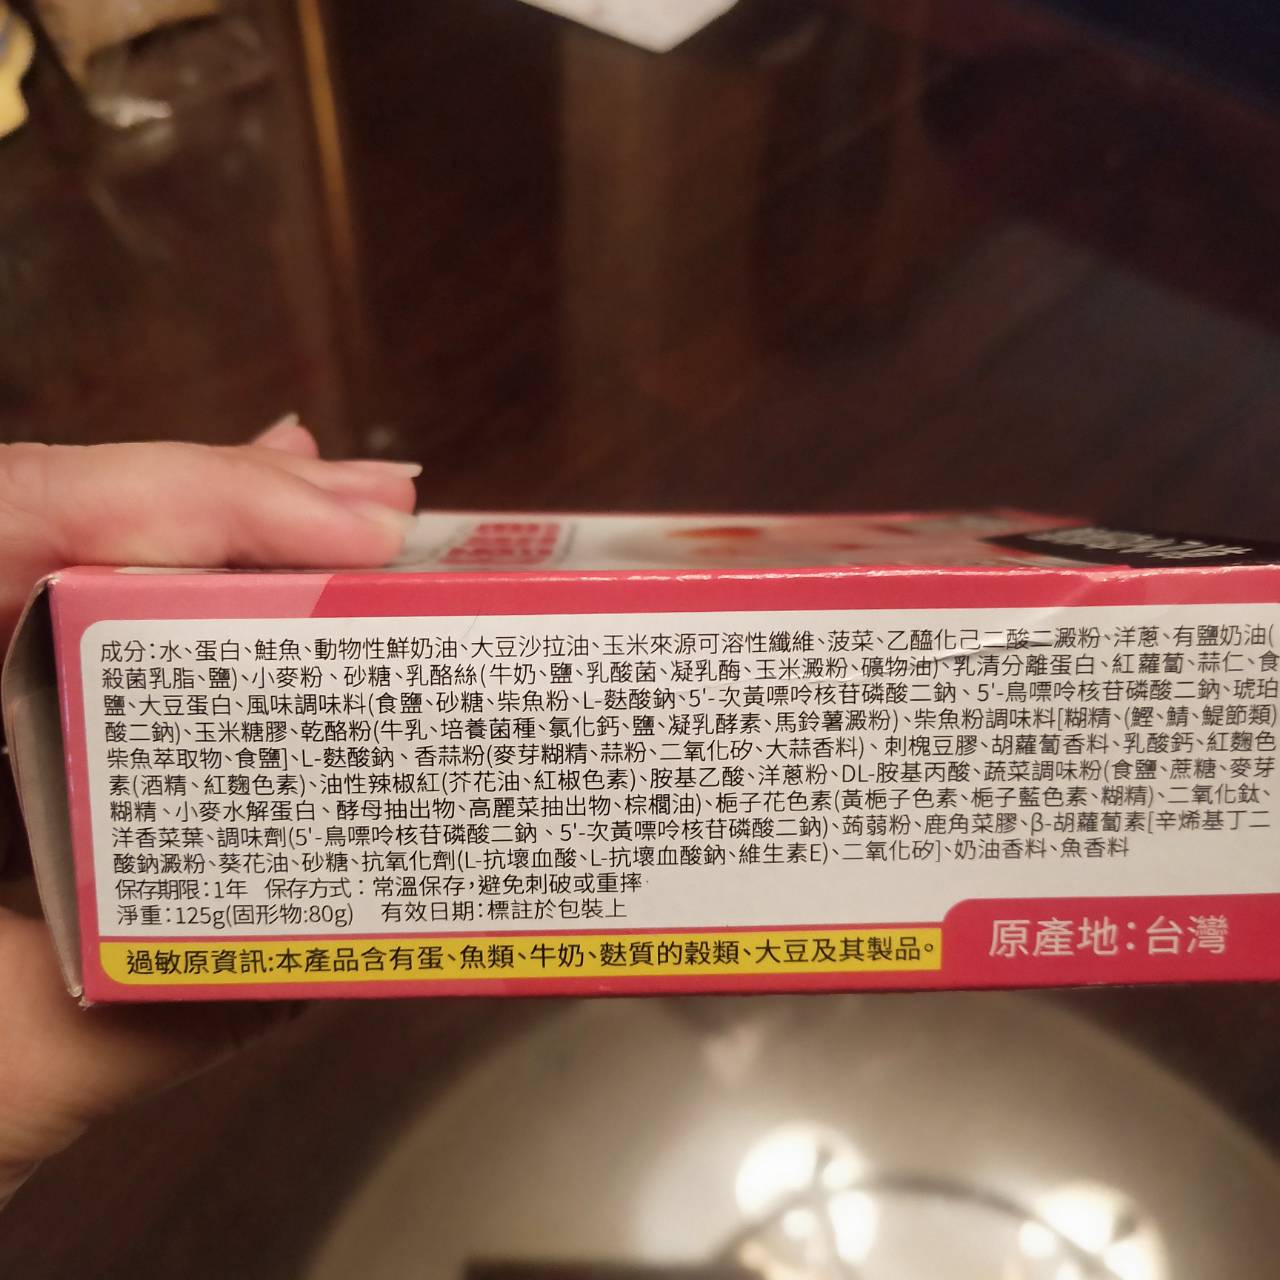 成分:水、蛋白、鮭魚、動物性鮮奶油、大豆沙拉油、玉米來源可溶性纖維、菠菜、乙醯化己二酸二澱粉、洋蔥、有鹽奶油(
殺菌乳脂、鹽)、小麥粉、砂糖、乳酪絲(牛奶、鹽、乳酸菌、凝乳酶、玉米澱粉、礦物油)、乳清分離蛋白、紅蘿蔔、蒜仁、食
鹽、大豆蛋白、風味調味料(食鹽、砂糖、柴魚粉、L-麩酸鈉、5'-次黃嘌呤核苷磷酸二鈉、5'-鳥嘌呤核苷磷酸二鈉、琥珀
酸二鈉)、玉米糖膠、乾酪粉(牛乳、培養菌種、氯化鈣、鹽、凝乳酵素、馬鈴薯澱粉)、柴魚粉調味料[糊精、(鰹、鯖、鰮節類)
柴魚萃取物、食鹽]、L-麩酸鈉、香蒜粉(麥芽糊精、蒜粉、二氧化矽、大蒜香料)、刺槐豆膠、胡蘿蔔香料、乳酸鈣、紅麴色
素(酒精、紅麴色素)、油性辣椒紅(芥花油、紅椒色素)、胺基乙酸、洋蔥粉、DL-胺基丙酸、蔬菜調味粉(食鹽、蔗糖、麥芽
糊精、小麥水解蛋白、酵母抽出物、高麗菜抽出物、棕櫚油)、梔子花色素(黃梔子色素、梔子藍色素、糊精)、二氧化鈦、
洋香菜葉、調味劑(5'-鳥嘌呤核苷磷酸二鈉、5'-次黃嘌呤核苷磷酸二鈉)、蒟蒻粉、鹿角菜膠、β-胡蘿蔔素[辛烯基丁二
酸鈉澱粉、葵花油、砂糖、抗氧化劑(L-抗壞血酸、L-抗壞血酸鈉、維生素E)、二氧化矽]、奶油香料、魚香料
保存期限:1年 保存方式:常溫保存,避免刺破或重摔
淨重:125g(固形物:80g) 有效日期:標註於包裝上
過敏原資訊:本產品含有蛋、魚類、牛奶、麩質的穀類、大豆及其製品。
原產地:台灣